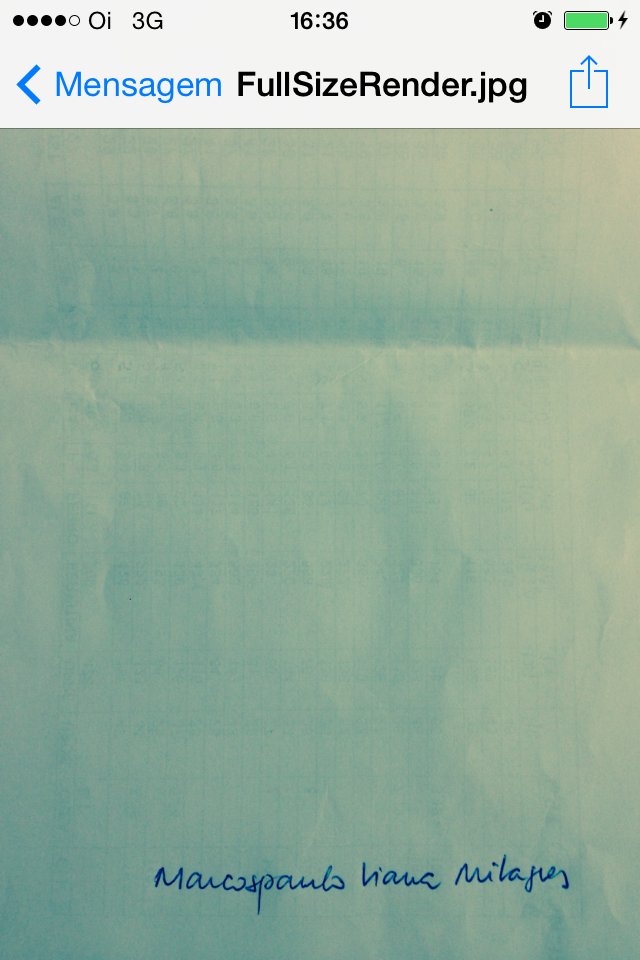 Oi 3G 16:36
Mensagem FullSizeRender.jpg
Marcospaulo Viana Milagres